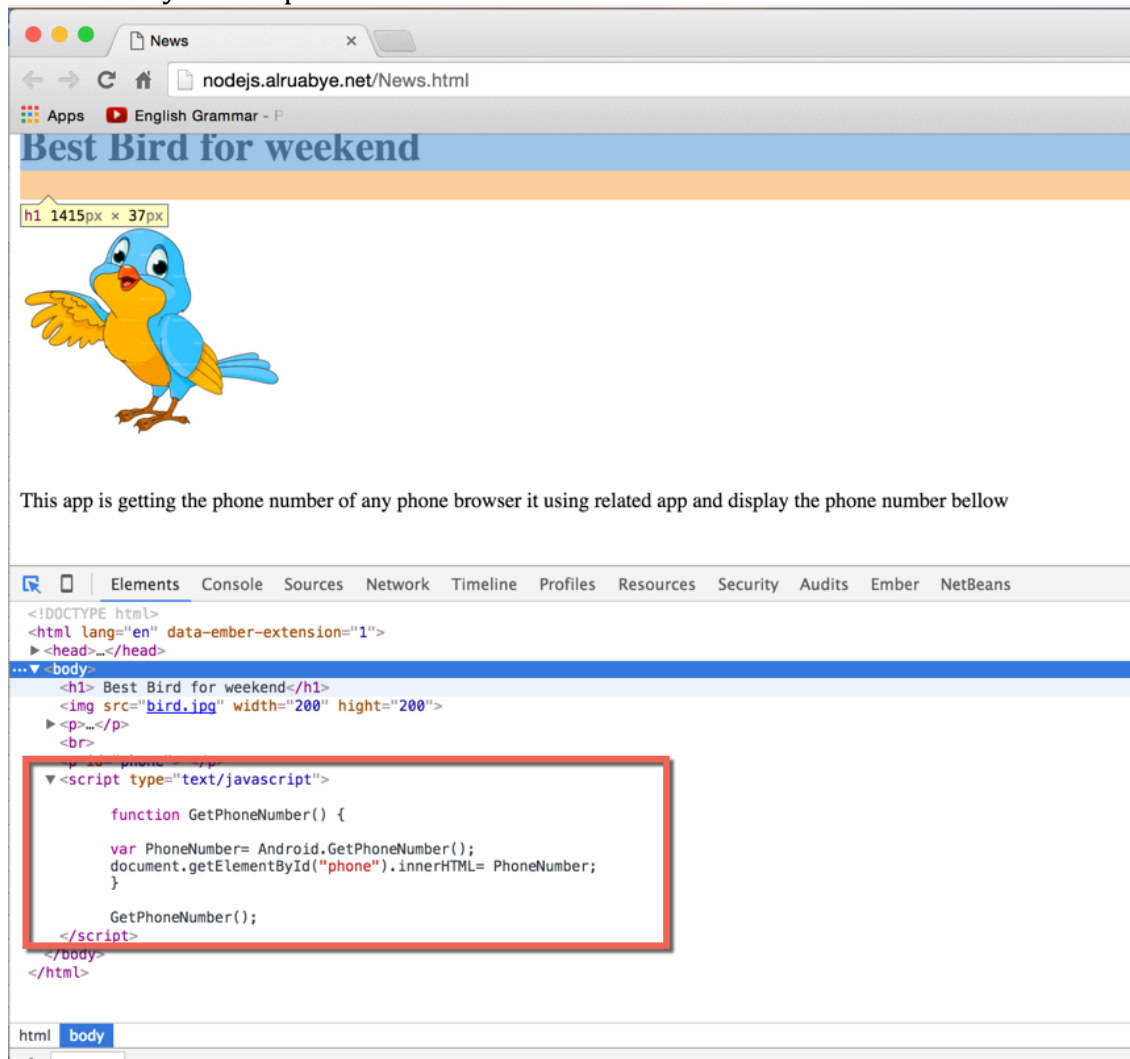 News ×
nodejs.alruabye.net/News.html
Apps English Grammar - P
Best Bird for weekend
h1 1415px × 37px
This app is getting the phone number of any phone browser it using related app and display the phone number bellow
Elements Console Sources Network Timeline Profiles Resources Security Audits Ember NetBeans
<!DOCTYPE html>
<html lang="en" data-ember-extension="1">
▶<head>…</head>
…▼<body>
<h1> Best Bird for weekend</h1>
<img src="bird.jpg" width="200" hight="200">
▶<p>…</p>
<br>
<p id="phone"> </p>
▼<script type="text/javascript">
function GetPhoneNumber() {
var PhoneNumber= Android.GetPhoneNumber();
document.getElementById("phone").innerHTML= PhoneNumber;
}
GetPhoneNumber();
</script>
</body>
</html>
html body